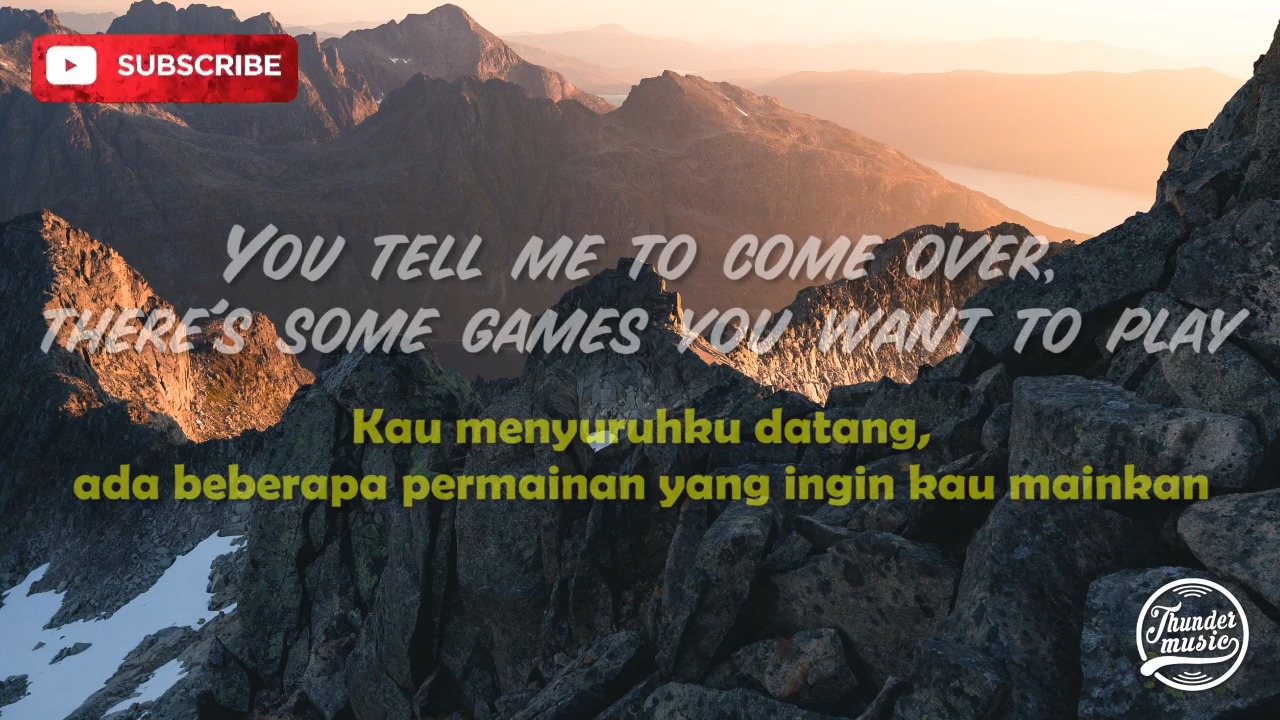 SUBSCRIBE
YOU TELL ME TO COME OVER,
THERE'S SOME GAMES YOU WANT TO PLAY
Kau menyuruhku datang,
ada beberapa permainan yang ingin kau mainkan
Thunder
music